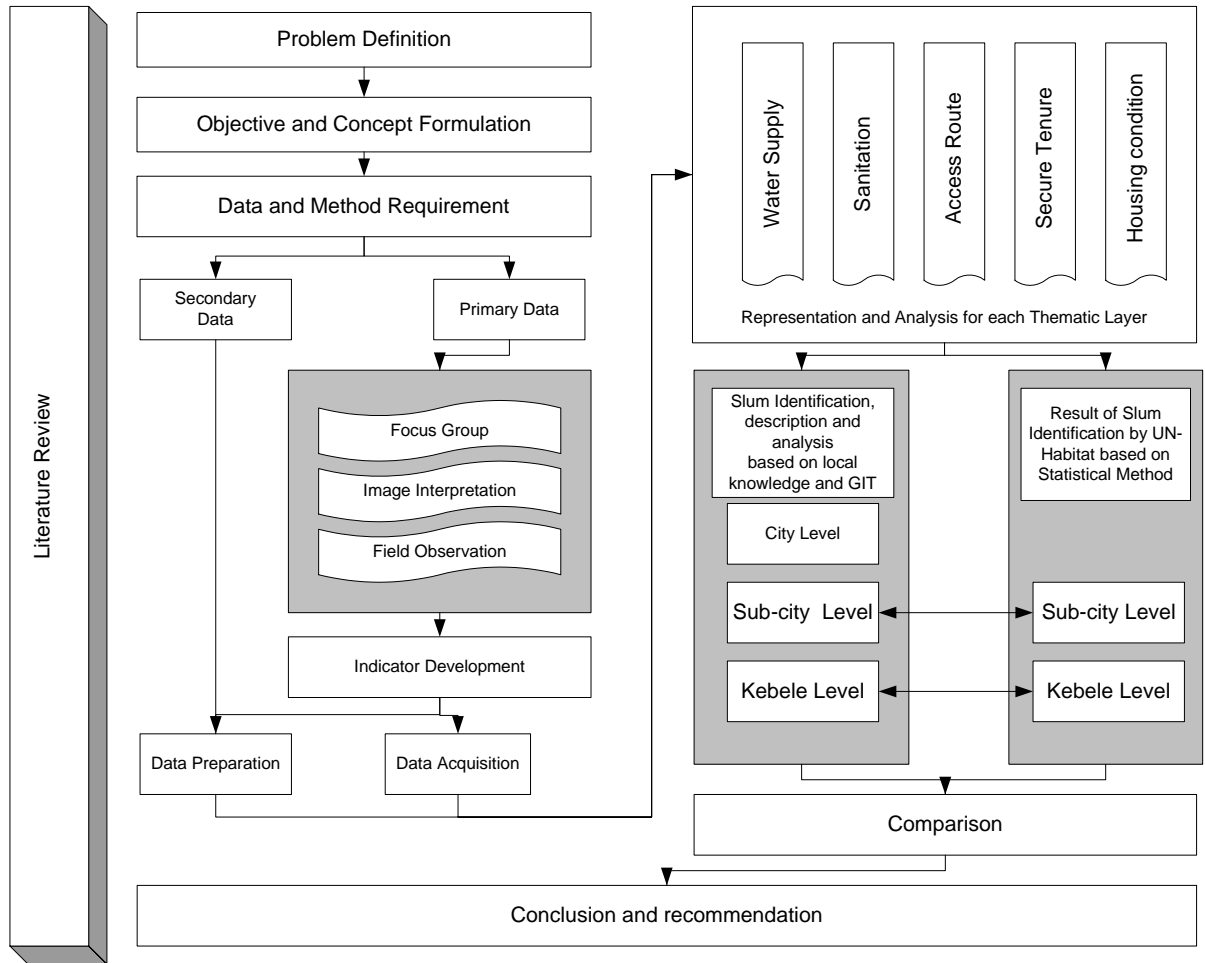 Literature Review
Problem Definition
Objective and Concept Formulation
Data and Method Requirement
Secondary
Data
Primary Data
Focus Group
Image Interpretation
Field Observation
Indicator Development
Data Preparation
Data Acquisition
Water Supply
Sanitation
Access Route
Secure Tenure
Housing condition
Representation and Analysis for each Thematic Layer
Slum Identification,
description and
analysis
based on local
knowledge and GIT
City Level
Sub-city Level
Kebele Level
Result of Slum
Identification by UN-
Habitat based on
Statistical Method
Sub-city Level
Kebele Level
Comparison
Conclusion and recommendation